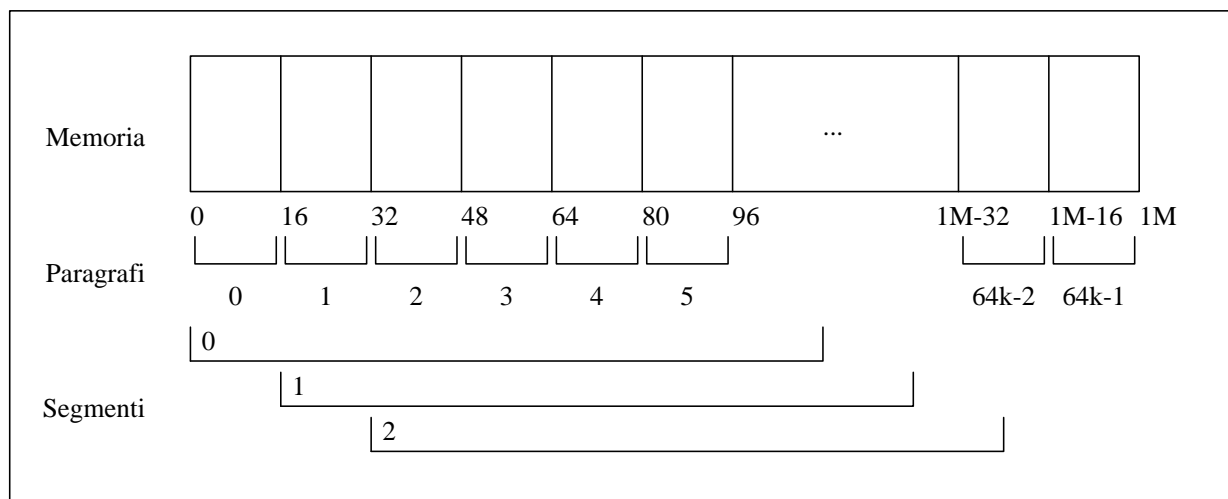 Memoria
...
0 16 32 48 64 80 96 1M-32 1M-16 1M
Paragrafi
0 1 2 3 4 5 64k-2 64k-1
0
1
Segmenti
2